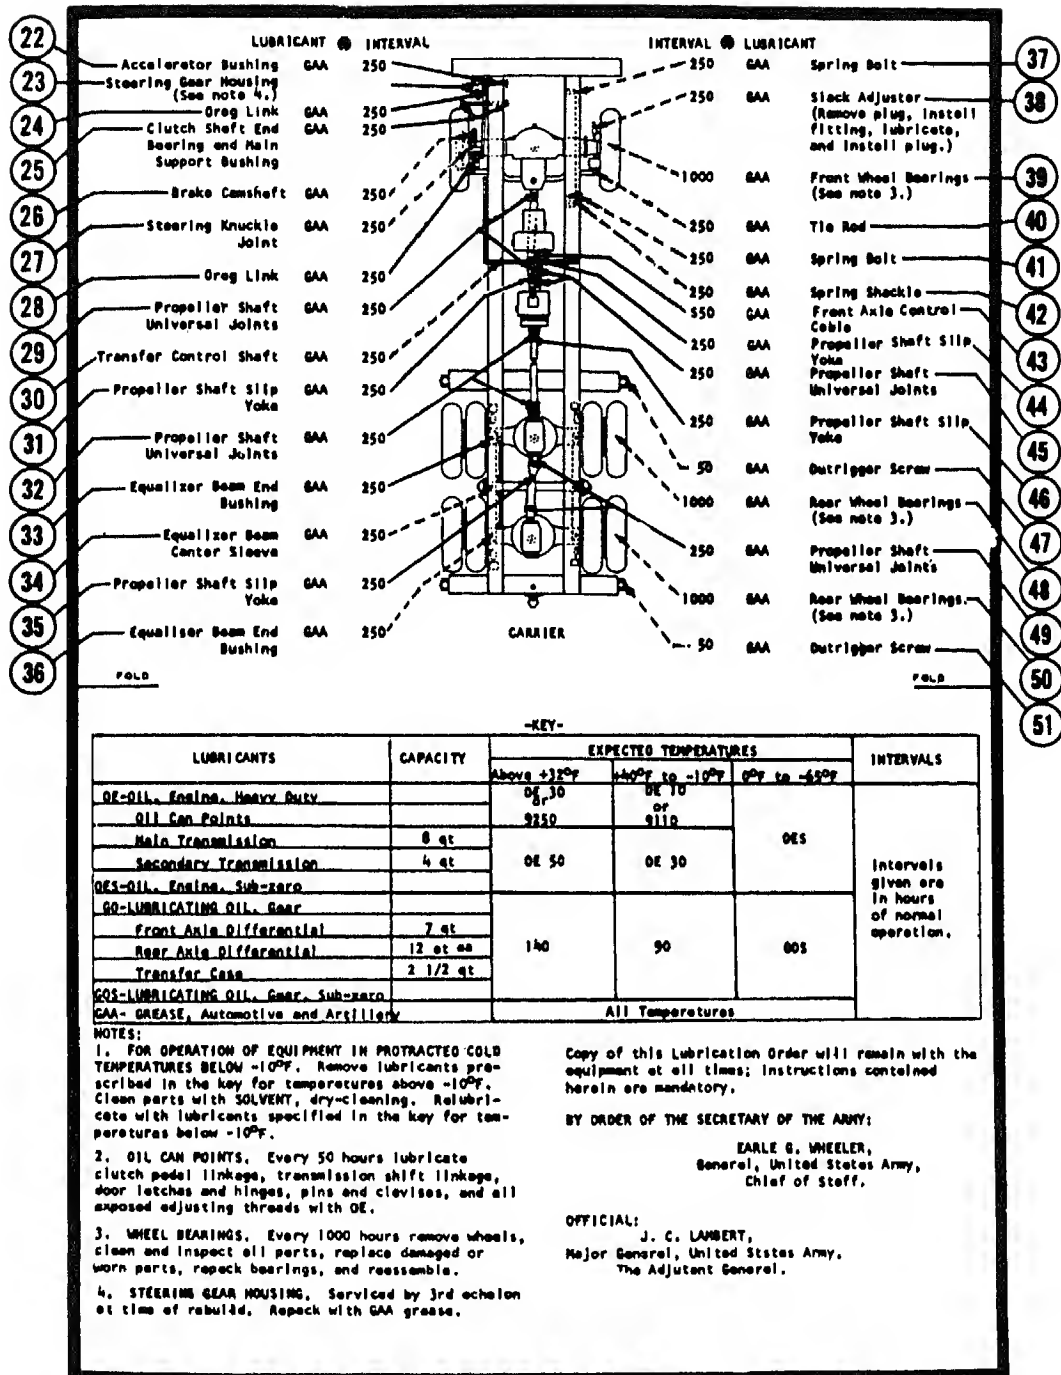 LUBRICANT ● INTERVAL
22 Accelerator Bushing GAA 250
23 Steering Gear Housing
(See note 4.)
24 Drag Link GAA 250
25 Clutch Shaft End GAA 250
Bearing and Main
Support Bushing
26 Brake Camshaft GAA 250
27 Steering Knuckle GAA 250
Joint
28 Drag Link GAA 250
29 Propeller Shaft GAA 250
Universal Joints
30 Transfer Control Shaft GAA 250
31 Propeller Shaft Slip GAA 250
Yoke
32 Propeller Shaft GAA 250
Universal Joints
33 Equalizer Beam End GAA 250
Bushing
34 Equalizer Beam GAA 250
Center Sleeve
35 Propeller Shaft Slip GAA 250
Yoke
36 Equalizer Beam End GAA 250
Bushing
INTERVAL ● LUBRICANT
250 GAA Spring Bolt 37
250 GAA Slack Adjuster 38
(Remove plug, install
fitting, lubricate,
and install plug.)
1000 GAA Front Wheel Bearings 39
(See note 3.)
250 GAA Tie Rod 40
250 GAA Spring Bolt 41
250 GAA Spring Shackle 42
GAA Front Axle Control 43
Cable
250 GAA Propeller Shaft Slip 44
Yoke
250 GAA Propeller Shaft 45
Universal Joints
250 GAA Propeller Shaft Slip 46
Yoke
50 GAA Outrigger Screw 47
1000 GAA Rear Wheel Bearings 48
(See note 3.)
250 GAA Propeller Shaft 49
Universal Joints
1000 GAA Rear Wheel Bearings. 50
(See note 3.)
50 GAA Outrigger Screw 51
CARRIER
FOLD
FOLD
-KEY-
LUBRICANTS CAPACITY EXPECTED TEMPERATURES INTERVALS
Above +32°F +40°F to -10°F 0°F to -65°F
OE-OIL, Engine, Heavy Duty OE 30 OE 10
or or
Oil Can Points 9250 9110
Main Transmission 8 qt OES
Secondary Transmission 4 qt OE 50 OE 30
OES-OIL, Engine, Sub-zero
GO-LUBRICATING OIL, Gear
Front Axle Differential 7 qt
Rear Axle Differential 12 qt ea 140 90 GOS
Transfer Case 2 1/2 qt
GOS-LUBRICATING OIL, Gear, Sub-zero
GAA- GREASE, Automotive and Artillery All Temperatures
Intervals
given are
in hours
of normal
operation.
NOTES:
1. FOR OPERATION OF EQUIPMENT IN PROTRACTED COLD
TEMPERATURES BELOW -10°F. Remove lubricants pre-
scribed in the key for temperatures above -10°F.
Clean parts with SOLVENT, dry-cleaning. Relubri-
cate with lubricants specified in the key for tem-
peratures below -10°F.
2. OIL CAN POINTS. Every 50 hours lubricate
clutch pedal linkage, transmission shift linkage,
door latches and hinges, pins and clevises, and all
exposed adjusting threads with OE.
3. WHEEL BEARINGS. Every 1000 hours remove wheels,
clean and inspect all parts, replace damaged or
worn parts, repack bearings, and reassemble.
4. STEERING GEAR HOUSING. Serviced by 3rd echelon
at time of rebuild. Repack with GAA grease.
Copy of this Lubrication Order will remain with the
equipment at all times; instructions contained
herein are mandatory.
BY ORDER OF THE SECRETARY OF THE ARMY:
EARLE G. WHEELER,
General, United States Army,
Chief of Staff.
OFFICIAL:
J. C. LAMBERT,
Major General, United States Army,
The Adjutant General.